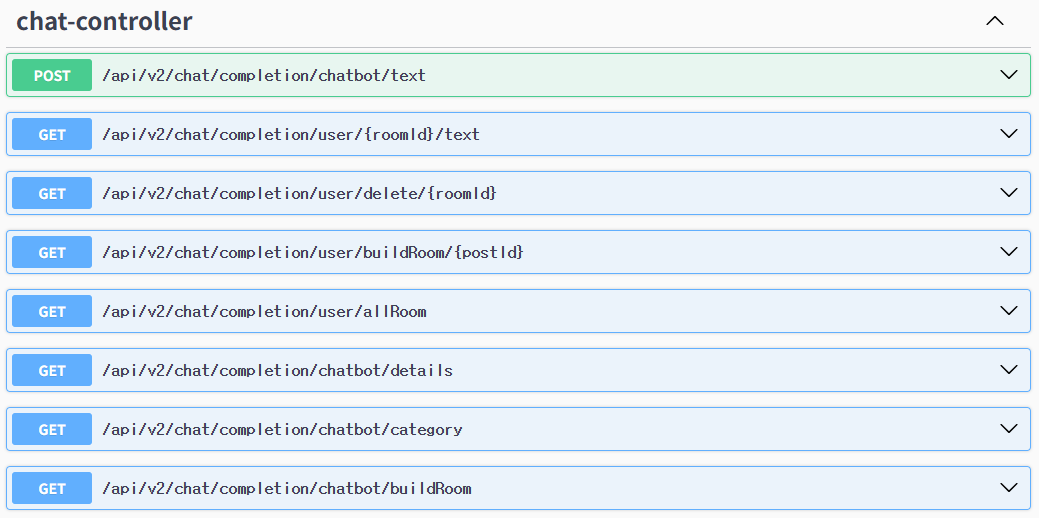 chat-controller
POST /api/v2/chat/completion/chatbot/text
GET /api/v2/chat/completion/user/{roomId}/text
GET /api/v2/chat/completion/user/delete/{roomId}
GET /api/v2/chat/completion/user/buildRoom/{postId}
GET /api/v2/chat/completion/user/allRoom
GET /api/v2/chat/completion/chatbot/details
GET /api/v2/chat/completion/chatbot/category
GET /api/v2/chat/completion/chatbot/buildRoom